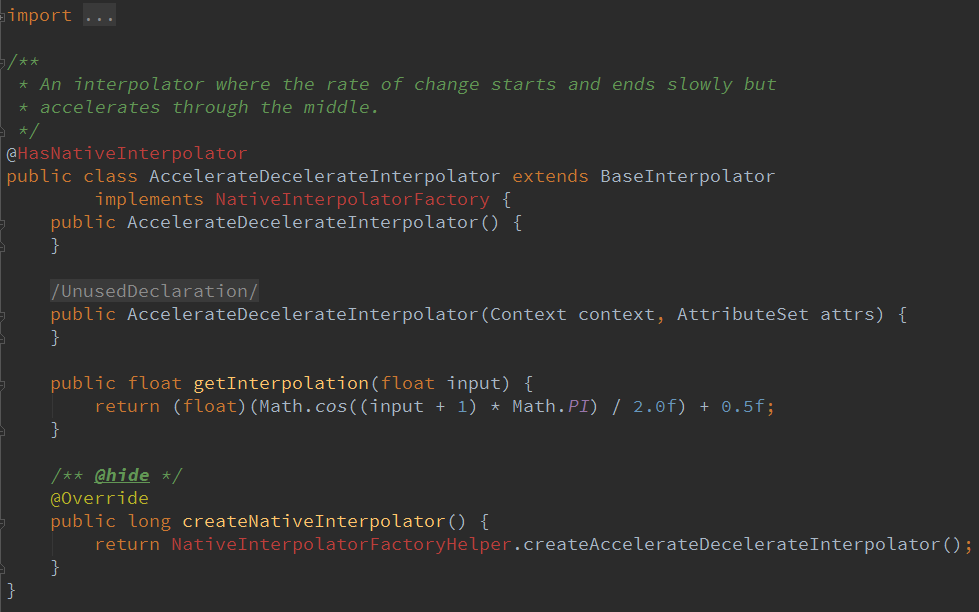 import ...
/**
* An interpolator where the rate of change starts and ends slowly but
* accelerates through the middle.
*/
@HasNativeInterpolator
public class AccelerateDecelerateInterpolator extends BaseInterpolator
implements NativeInterpolatorFactory {
public AccelerateDecelerateInterpolator() {
}
/UnusedDeclaration/
public AccelerateDecelerateInterpolator(Context context, AttributeSet attrs) {
}
public float getInterpolation(float input) {
return (float)(Math.cos((input + 1) * Math.PI) / 2.0f) + 0.5f;
}
/** @hide */
@Override
public long createNativeInterpolator() {
return NativeInterpolatorFactoryHelper.createAccelerateDecelerateInterpolator();
}
}